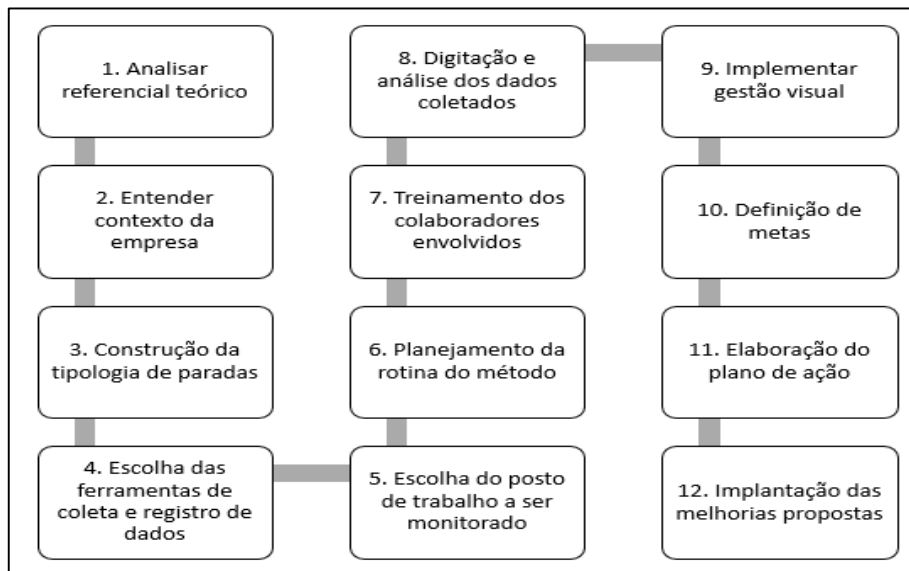 1. Analisar
referencial teórico
2. Entender
contexto da
empresa
3. Construção da
tipologia de paradas
4. Escolha das
ferramentas de
coleta e registro de
dados
5. Escolha do posto
de trabalho a ser
monitorado
6. Planejamento da
rotina do método
7. Treinamento dos
colaboradores
envolvidos
8. Digitação e
análise dos dados
coletados
9. Implementar
gestão visual
10. Definição de
metas
11. Elaboração do
plano de ação
12. Implantação das
melhorias propostas